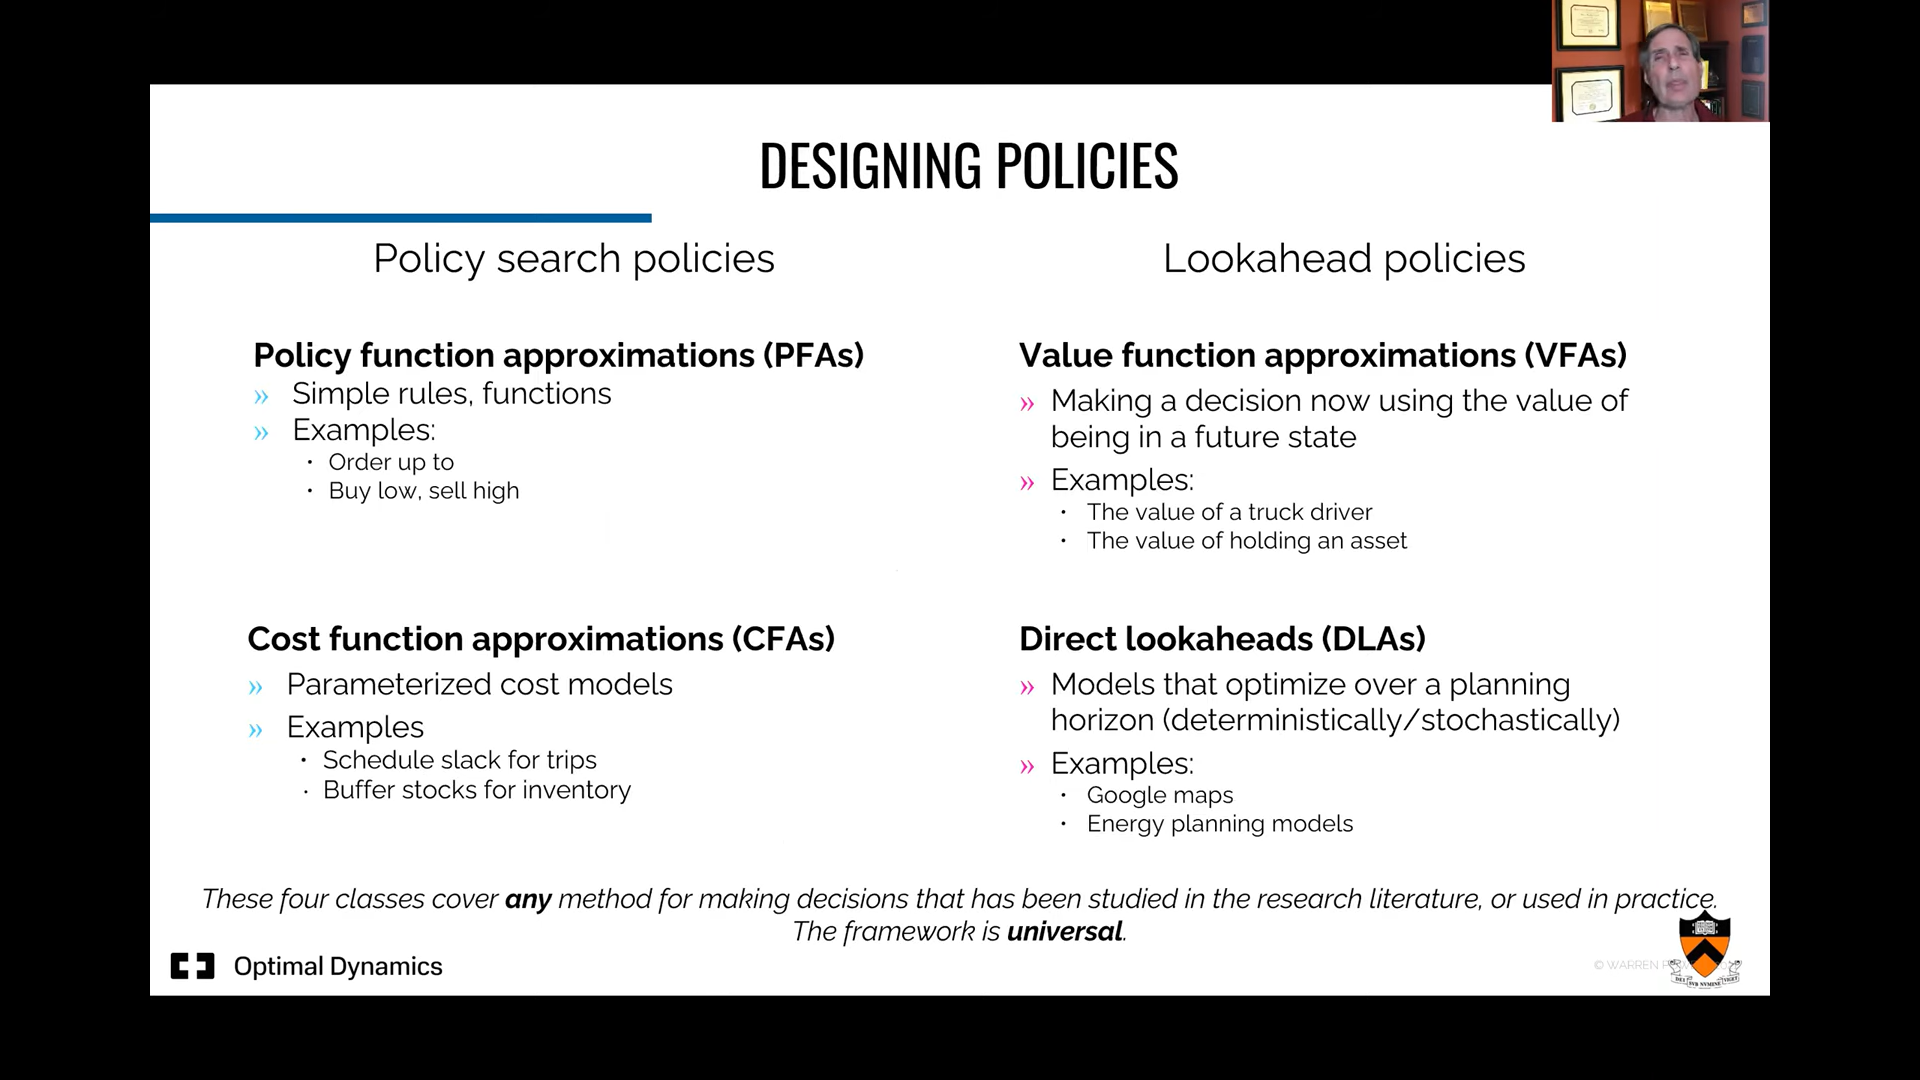 DESIGNING POLICIES
Policy search policies
Policy function approximations (PFAs)
» Simple rules, functions
» Examples:
• Order up to
• Buy low, sell high
Cost function approximations (CFAs)
» Parameterized cost models
» Examples
• Schedule slack for trips
• Buffer stocks for inventory
Lookahead policies
Value function approximations (VFAs)
» Making a decision now using the value of
being in a future state
» Examples:
• The value of a truck driver
• The value of holding an asset
Direct lookaheads (DLAs)
» Models that optimize over a planning
horizon (deterministically/stochastically)
» Examples:
• Google maps
• Energy planning models
These four classes cover any method for making decisions that has been studied in the research literature, or used in practice.
The framework is universal.
Optimal Dynamics
© WARREN